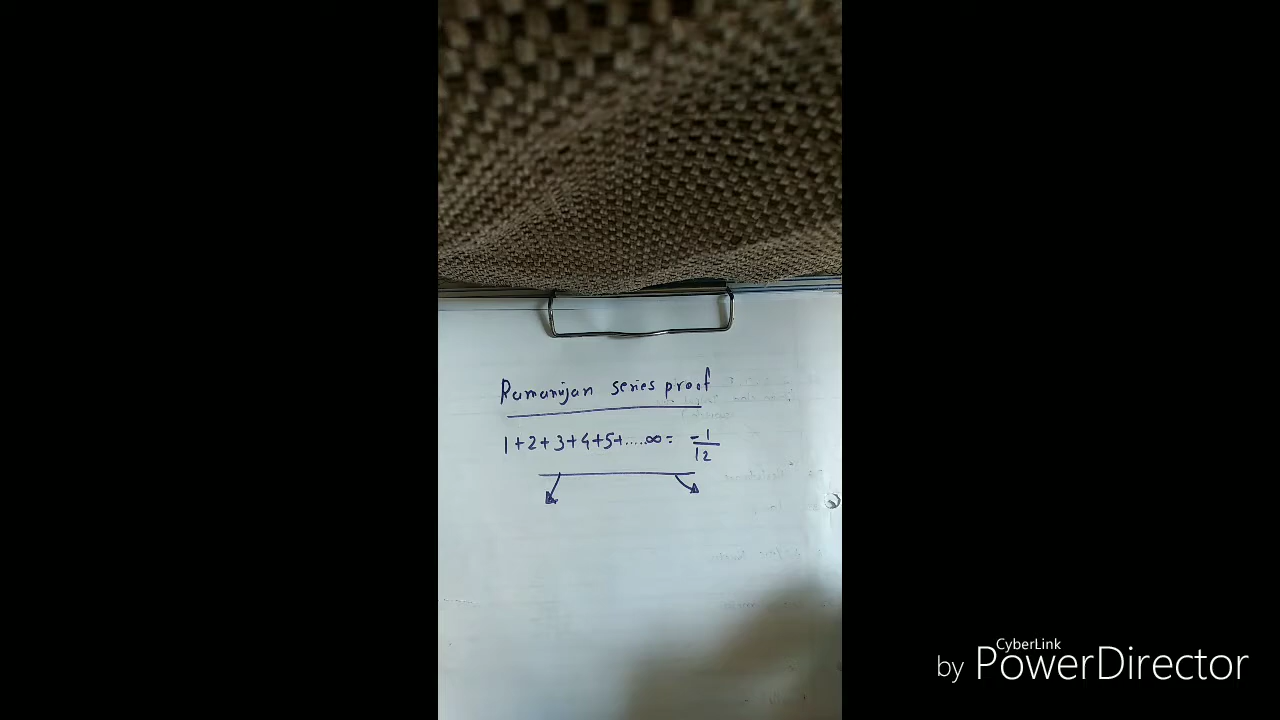 Ramanujan series proof
1+2+3+4+5+.....∞= -1/12
CyberLink
by PowerDirector